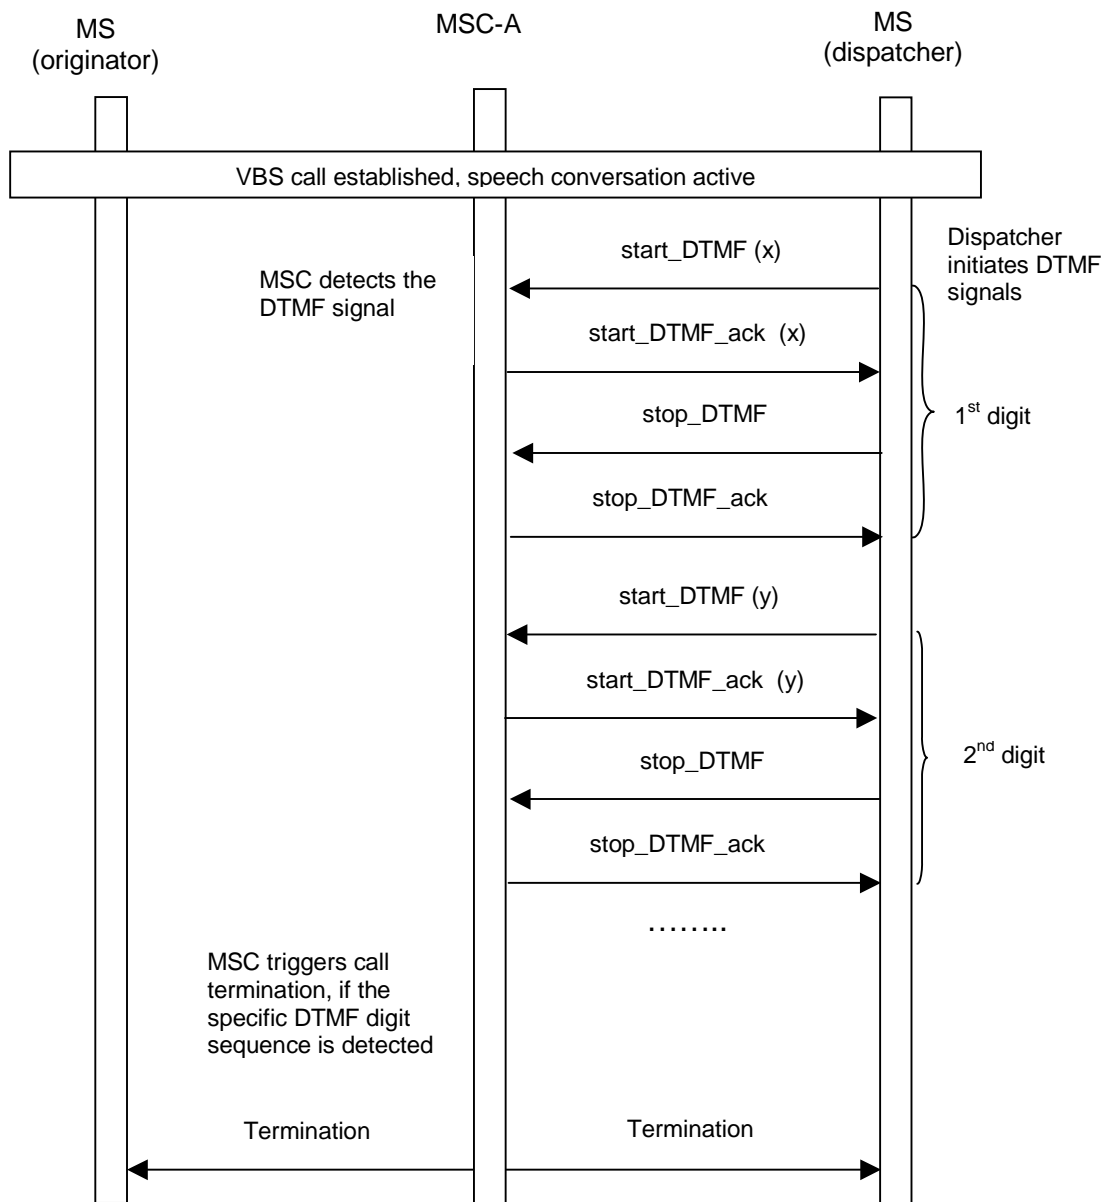 MS
(originator)
MSC-A
MS
(dispatcher)
VBS call established, speech conversation active
start_DTMF (x)
Dispatcher
initiates DTMF
signals
MSC detects the
DTMF signal
start_DTMF_ack (x)
stop_DTMF
1st digit
stop_DTMF_ack
start_DTMF (y)
start_DTMF_ack (y)
stop_DTMF
2nd digit
stop_DTMF_ack
........
MSC triggers call
termination, if the
specific DTMF digit
sequence is detected
Termination
Termination